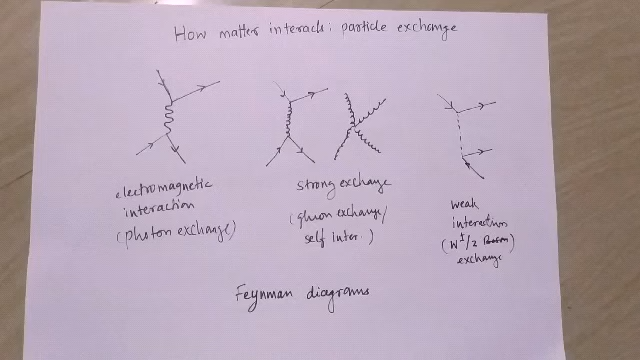 How matter interacts: particle exchange
electromagnetic
interaction
(photon exchange)
strong exchange
(gluon exchange/
self inter.)
weak
interaction
(W±/Z Boson)
exchange
Feynman diagrams